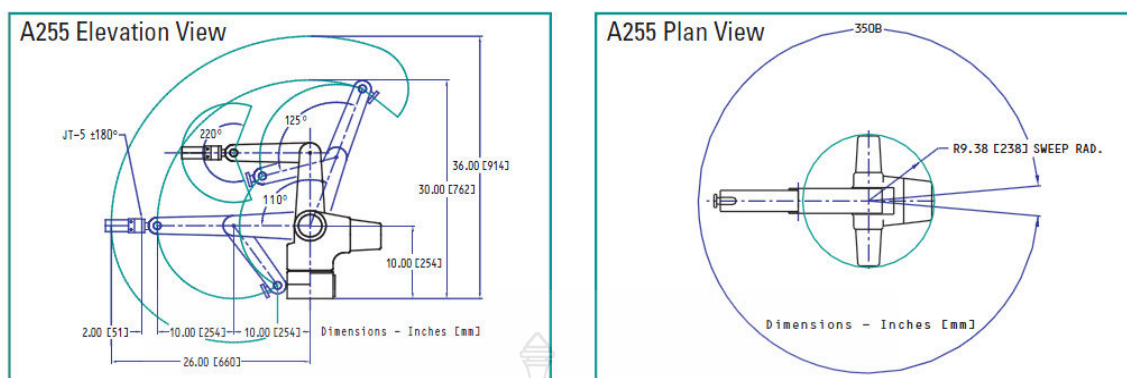 A255 Elevation View
JT-5 ±180°
220°
125°
110°
36.00 [914]
30.00 [762]
10.00 [254]
2.00 [51]
10.00 [254]
10.00 [254]
Dimensions - Inches [mm]
26.00 [660]
A255 Plan View
350B
R9.38 [238] SWEEP RAD.
Dimensions - Inches [mm]